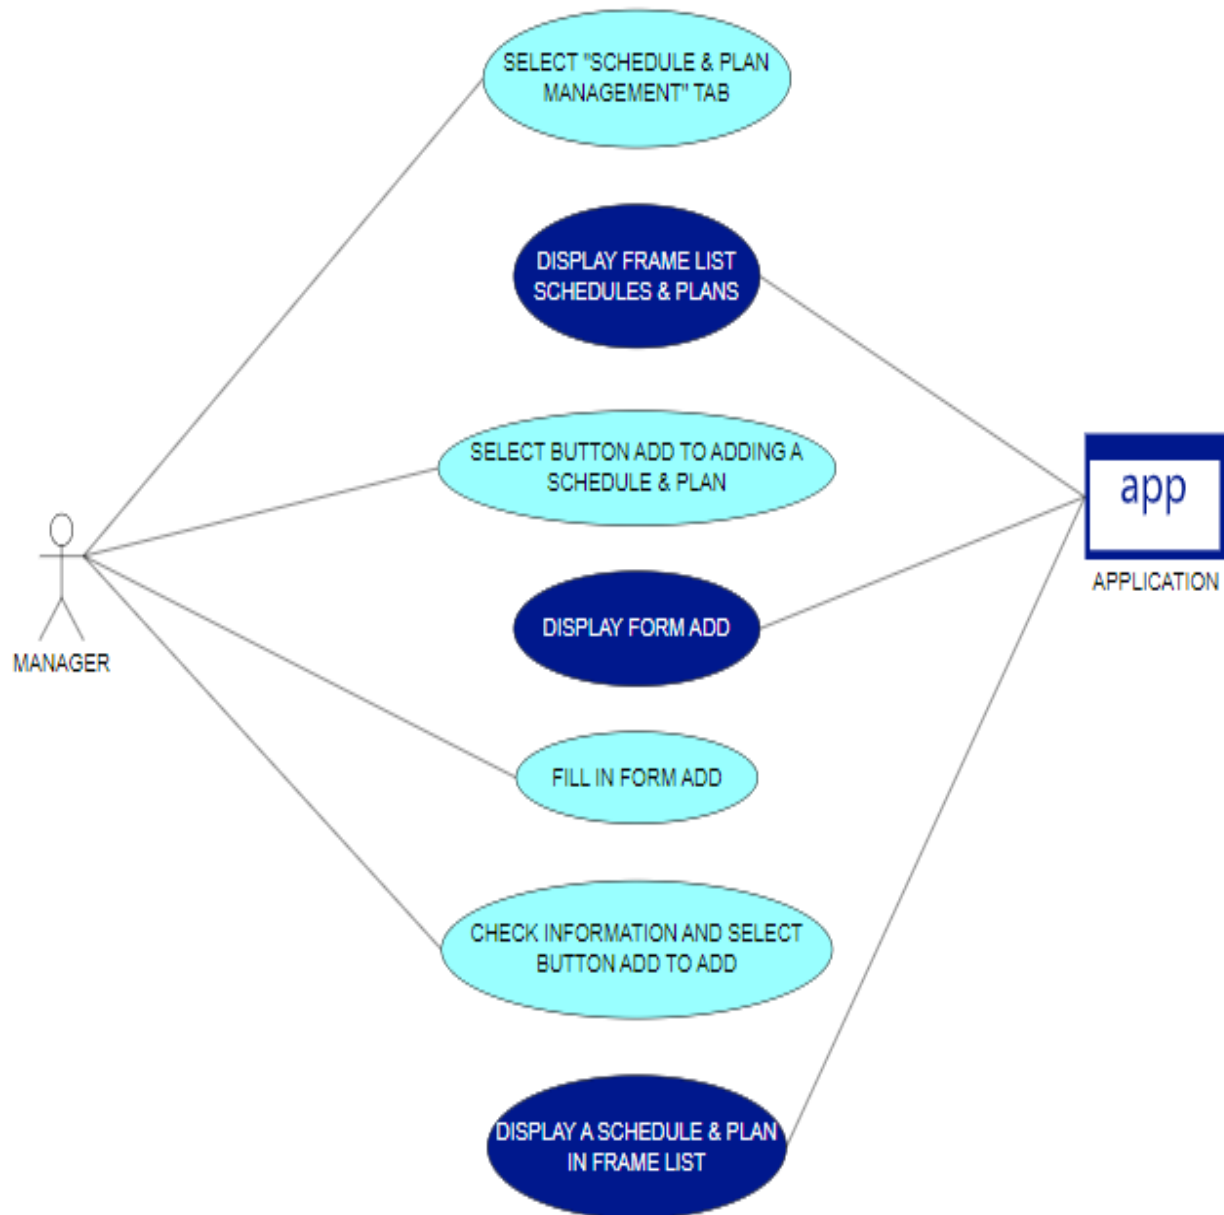 SELECT "SCHEDULE & PLAN
MANAGEMENT" TAB
DISPLAY FRAME LIST
SCHEDULES & PLANS
SELECT BUTTON ADD TO ADDING A
SCHEDULE & PLAN
app
APPLICATION
DISPLAY FORM ADD
MANAGER
FILL IN FORM ADD
CHECK INFORMATION AND SELECT
BUTTON ADD TO ADD
DISPLAY A SCHEDULE & PLAN
IN FRAME LIST